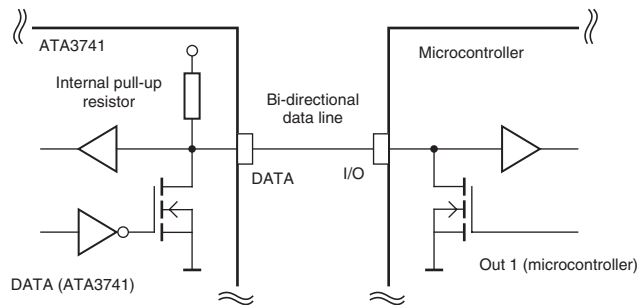 ATA3741
Microcontroller
Internal pull-up
resistor
Bi-directional
data line
DATA
I/O
DATA (ATA3741)
Out 1 (microcontroller)